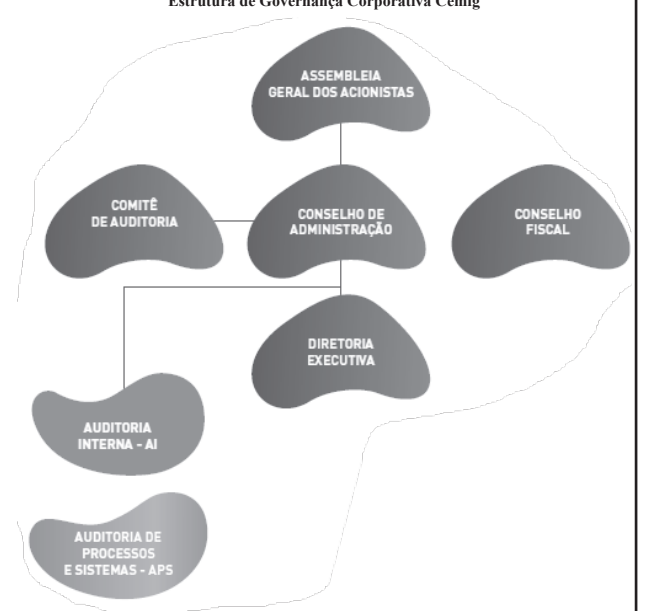 Estrutura de Governança Corporativa Cemig
ASSEMBLEIA
GERAL DOS ACIONISTAS
COMITÊ
DE AUDITORIA
CONSELHO DE
ADMINISTRAÇÃO
CONSELHO
FISCAL
DIRETORIA
EXECUTIVA
AUDITORIA
INTERNA - AI
AUDITORIA DE
PROCESSOS
E SISTEMAS - APS